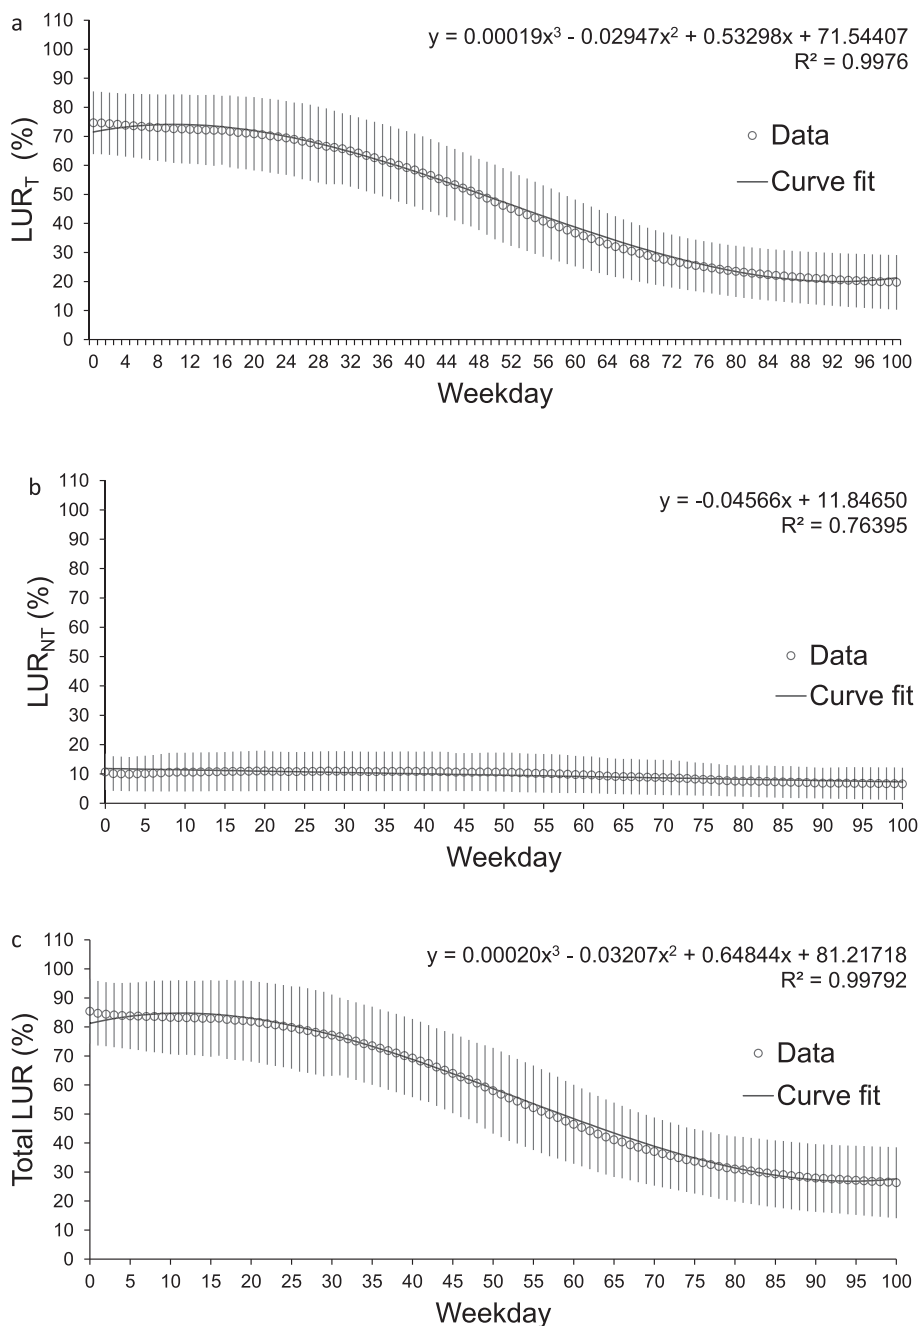 a
y = 0.00019x³ - 0.02947x² + 0.53298x + 71.54407
R² = 0.9976
110
100
90
80
70
60
50
40
30
20
10
0
LUR_T (%)
Data
Curve fit
0 4 8 12 16 20 24 28 32 36 40 44 48 52 56 60 64 68 72 76 80 84 88 92 96 100
Weekday
b
y = -0.04566x + 11.84650
R² = 0.76395
110
100
90
80
70
60
50
40
30
20
10
0
LUR_NT (%)
Data
Curve fit
0 5 10 15 20 25 30 35 40 45 50 55 60 65 70 75 80 85 90 95 100
Weekday
c
y = 0.00020x³ - 0.03207x² + 0.64844x + 81.21718
R² = 0.99792
110
100
90
80
70
60
50
40
30
20
10
0
Total LUR (%)
Data
Curve fit
0 5 10 15 20 25 30 35 40 45 50 55 60 65 70 75 80 85 90 95 100
Weekday